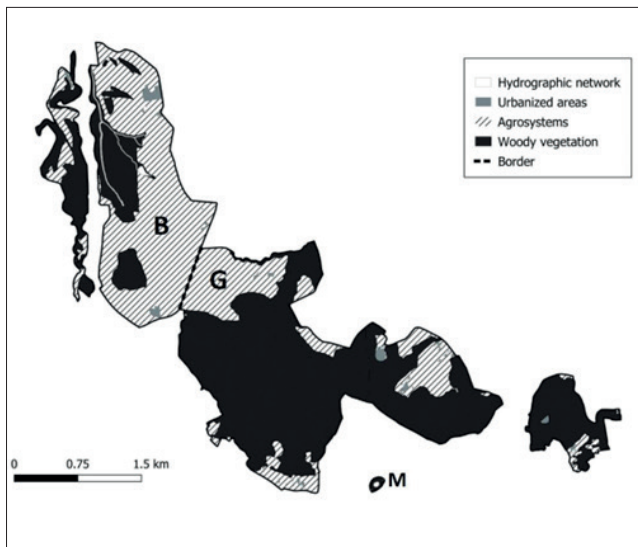 Hydrographic network
Urbanized areas
Agrosystems
Woody vegetation
Border
B
G
0 0.75 1.5 km
M